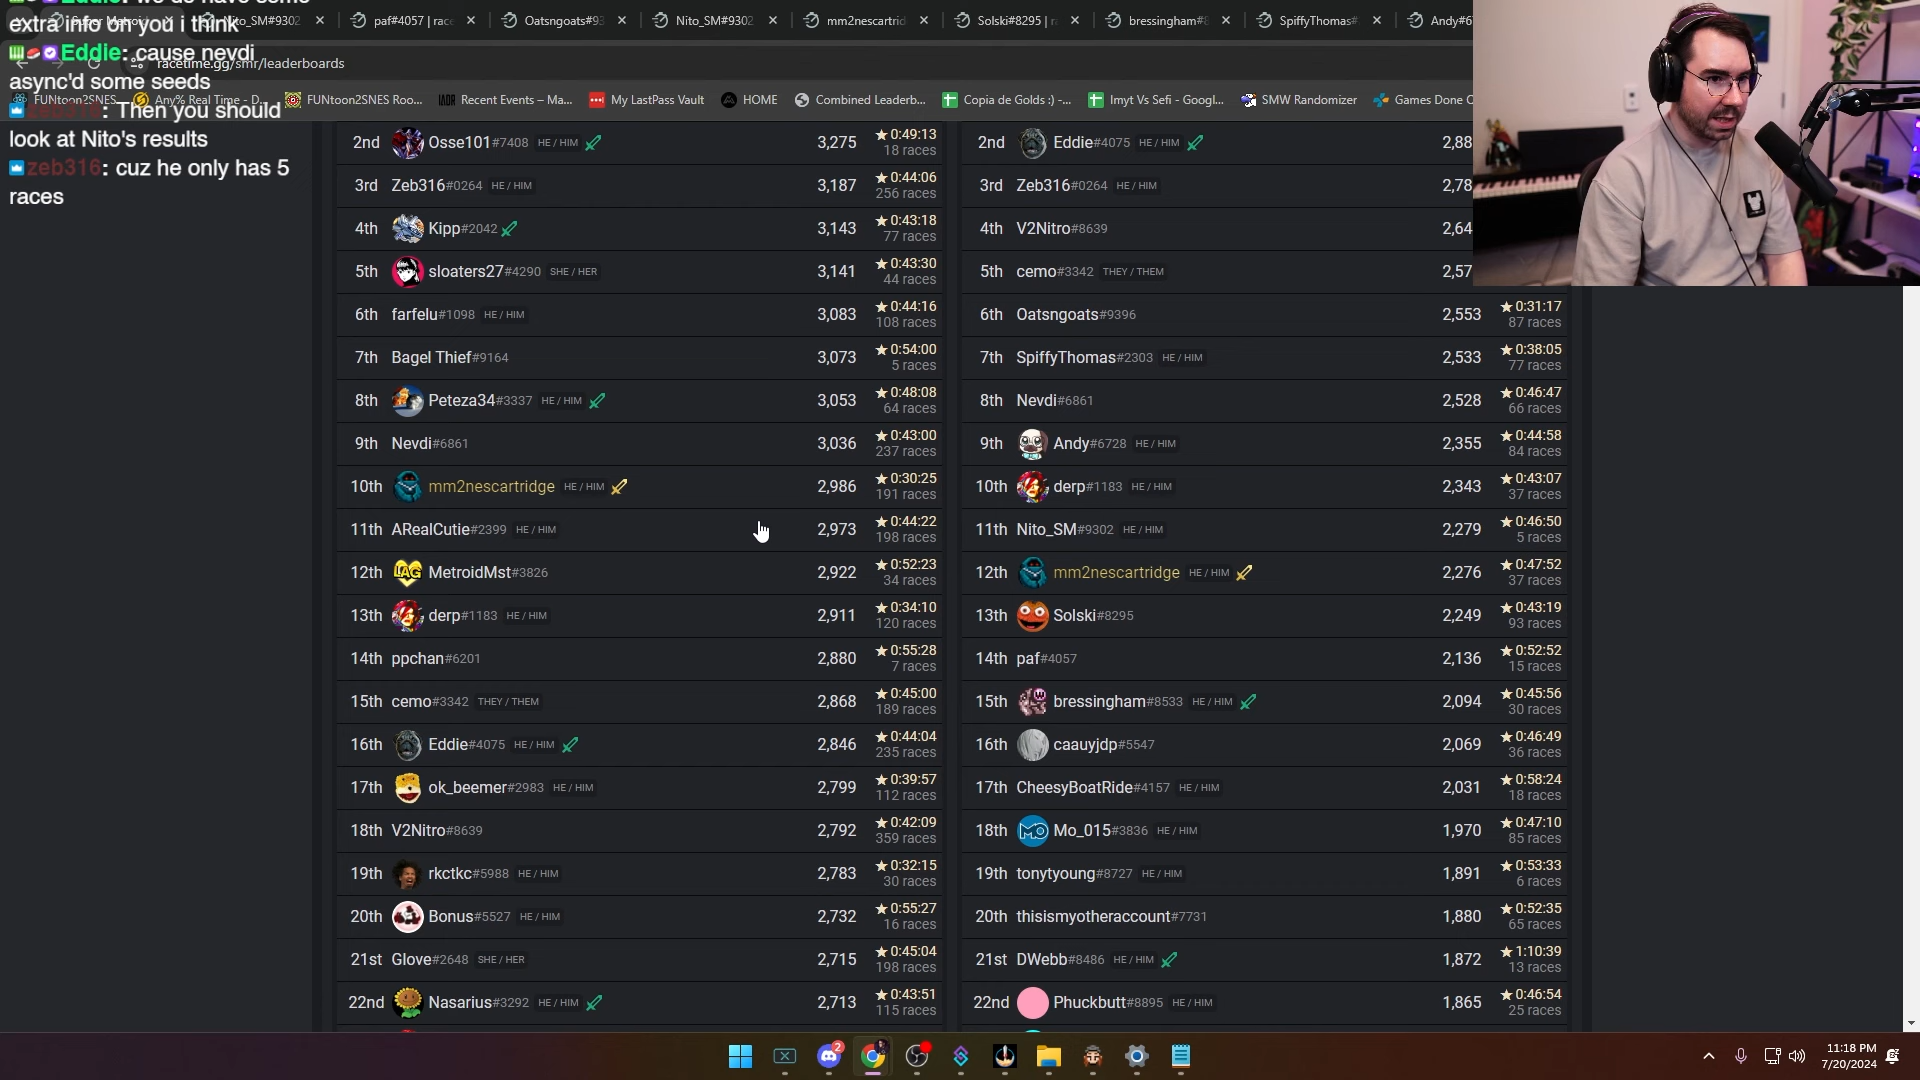 extra info on you i think
Eddie: cause nevdi
async'd some seeds
zeb316: Then you should
look at Nito's results
zeb316: cuz he only has 5
races
Nito_SM#9302 ×
paf#4057 | race ×
Oatsngoats#93 ×
Nito_SM#9302 ×
mm2nescartrid ×
Solski#8295 | r ×
bressingham#8 ×
SpiffyThomas# ×
Andy#67
racetime.gg/smr/leaderboards
FUNtoon2SNES
Any% Real Time - D...
FUNtoon2SNES Roo...
Recent Events – Ma...
My LastPass Vault
HOME
Combined Leaderb...
Copia de Golds :) -...
Imyt Vs Sefi - Googl...
SMW Randomizer
Games Done C
2nd Osse101#7408 HE / HIM 3,275 ★0:49:13
18 races
3rd Zeb316#0264 HE / HIM 3,187 ★0:44:06
256 races
4th Kipp#2042 3,143 ★0:43:18
77 races
5th sloaters27#4290 SHE / HER 3,141 ★0:43:30
44 races
6th farfelu#1098 HE / HIM 3,083 ★0:44:16
108 races
7th Bagel Thief#9164 3,073 ★0:54:00
5 races
8th Peteza34#3337 HE / HIM 3,053 ★0:48:08
64 races
9th Nevdi#6861 3,036 ★0:43:00
237 races
10th mm2nescartridge HE / HIM 2,986 ★0:30:25
191 races
11th ARealCutie#2399 HE / HIM 2,973 ★0:44:22
198 races
12th LAG MetroidMst#3826 2,922 ★0:52:23
34 races
13th derp#1183 HE / HIM 2,911 ★0:34:10
120 races
14th ppchan#6201 2,880 ★0:55:28
7 races
15th cemo#3342 THEY / THEM 2,868 ★0:45:00
189 races
16th Eddie#4075 HE / HIM 2,846 ★0:44:04
235 races
17th ok_beemer#2983 HE / HIM 2,799 ★0:39:57
112 races
18th V2Nitro#8639 2,792 ★0:42:09
359 races
19th rkctkc#5988 HE / HIM 2,783 ★0:32:15
30 races
20th Bonus#5527 HE / HIM 2,732 ★0:55:27
16 races
21st Glove#2648 SHE / HER 2,715 ★0:45:04
198 races
22nd Nasarius#3292 HE / HIM 2,713 ★0:43:51
115 races
2nd Eddie#4075 HE / HIM 2,88
3rd Zeb316#0264 HE / HIM 2,78
4th V2Nitro#8639 2,64
5th cemo#3342 THEY / THEM 2,57
6th Oatsngoats#9396 2,553 ★0:31:17
87 races
7th SpiffyThomas#2303 HE / HIM 2,533 ★0:38:05
77 races
8th Nevdi#6861 2,528 ★0:46:47
66 races
9th Andy#6728 HE / HIM 2,355 ★0:44:58
84 races
10th derp#1183 HE / HIM 2,343 ★0:43:07
37 races
11th Nito_SM#9302 HE / HIM 2,279 ★0:46:50
5 races
12th mm2nescartridge HE / HIM 2,276 ★0:47:52
37 races
13th Solski#8295 2,249 ★0:43:19
93 races
14th paf#4057 2,136 ★0:52:52
15 races
15th bressingham#8533 HE / HIM 2,094 ★0:45:56
30 races
16th caauyjdp#5547 2,069 ★0:46:49
36 races
17th CheesyBoatRide#4157 HE / HIM 2,031 ★0:58:24
18 races
18th MO Mo_015#3836 HE / HIM 1,970 ★0:47:10
85 races
19th tonytyoung#8727 HE / HIM 1,891 ★0:53:33
6 races
20th thisismyotheraccount#7731 1,880 ★0:52:35
65 races
21st DWebb#8486 HE / HIM 1,872 ★1:10:39
13 races
22nd Phuckbutt#8895 HE / HIM 1,865 ★0:46:54
25 races
2
11:18 PM
7/20/2024